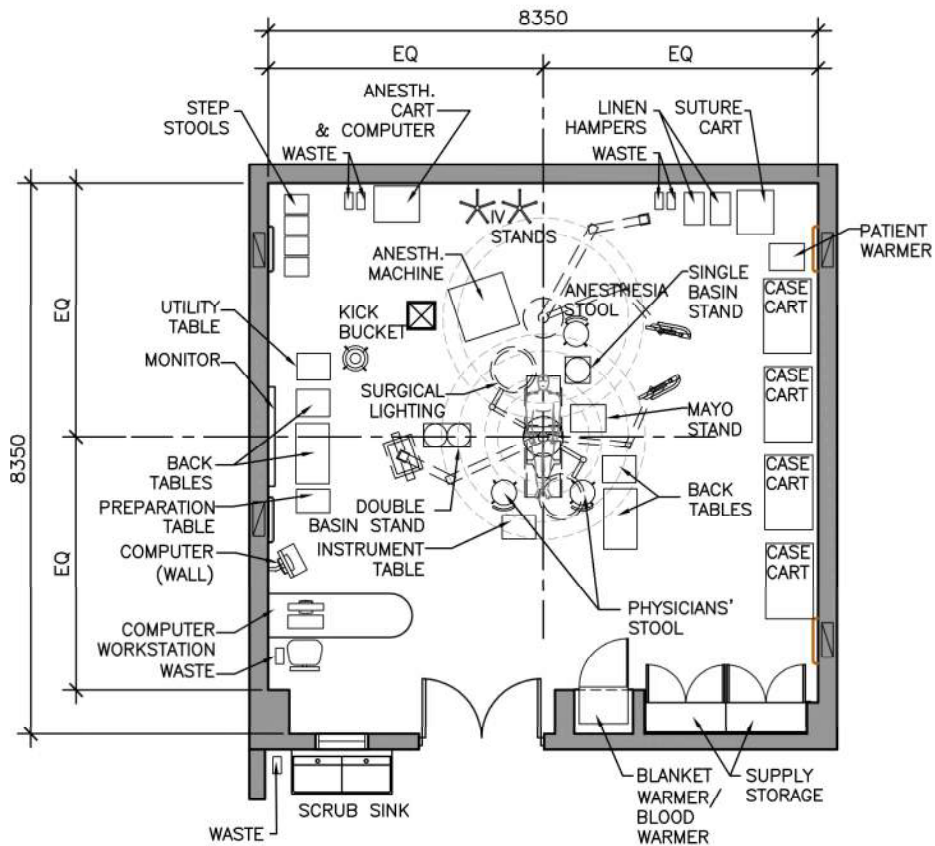 8350
EQ
EQ
STEP
STOOLS
ANESTH.
CART
& COMPUTER
WASTE
LINEN
HAMPERS
WASTE
SUTURE
CART
PATIENT
WARMER
IV
STANDS
ANESTH.
MACHINE
ANESTHESIA
STOOL
SINGLE
BASIN
STAND
CASE
CART
EQ
UTILITY
TABLE
KICK
BUCKET
MONITOR
SURGICAL
LIGHTING
MAYO
STAND
CASE
CART
8350
BACK
TABLES
PREPARATION
TABLE
DOUBLE
BASIN STAND
INSTRUMENT
TABLE
BACK
TABLES
CASE
CART
EQ
COMPUTER
(WALL)
CASE
CART
COMPUTER
WORKSTATION
WASTE
PHYSICIANS'
STOOL
SCRUB SINK
WASTE
BLANKET
WARMER/
BLOOD
WARMER
SUPPLY
STORAGE